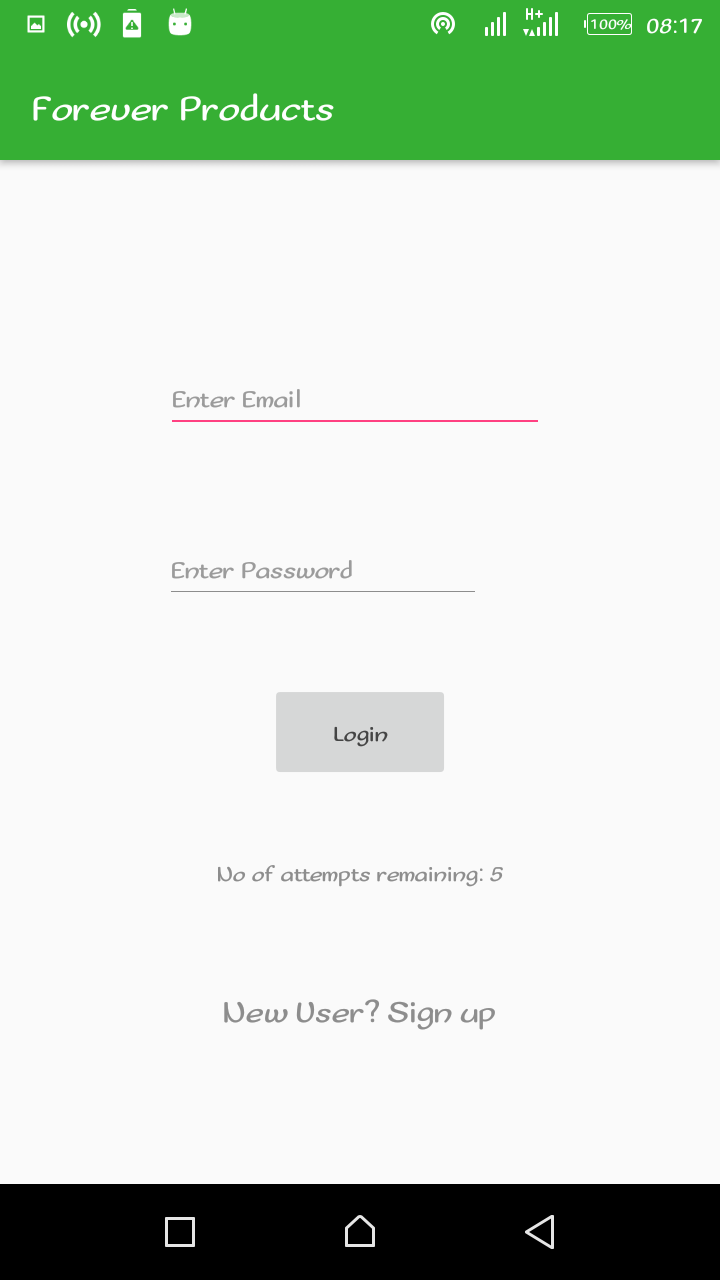 H+ 100% 08:17
Forever Products
Enter Email
Enter Password
Login
No of attempts remaining: 5
New User? Sign up